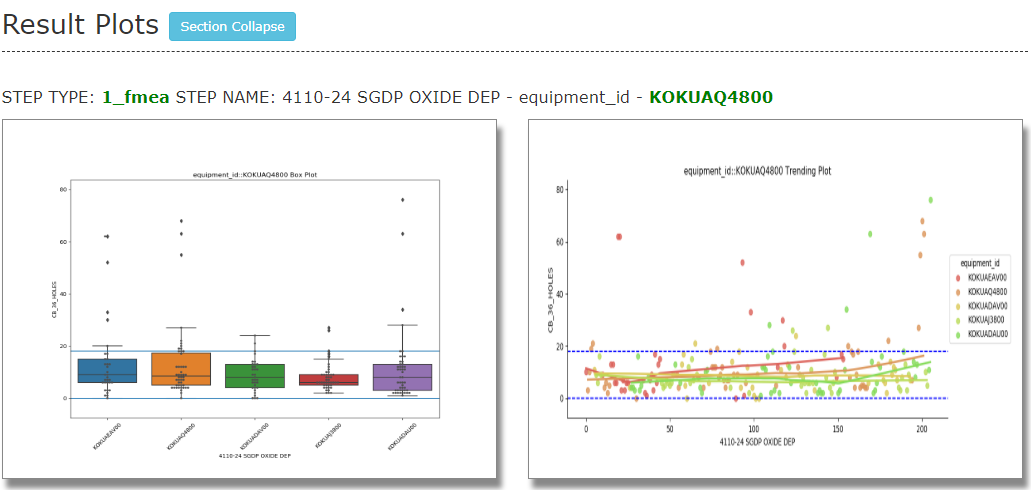 Result Plots Section Collapse
STEP TYPE: 1_fmea STEP NAME: 4110-24 SGDP OXIDE DEP - equipment_id - KOKUAQ4800
equipment_id::KOKUAQ4800 Box Plot
80
60
40
20
0
CB_36_HOLES
KOKUAEAV00
KOKUAQ4800
KOKUADAV00
KOKUAJ3800
KOKUADAU00
4110-24 SGDP OXIDE DEP
equipment_id::KOKUAQ4800 Trending Plot
80
60
40
20
0
CB_36_HOLES
0 50 100 150 200
4110-24 SGDP OXIDE DEP
equipment_id
KOKUAEAV00
KOKUAQ4800
KOKUADAV00
KOKUAJ3800
KOKUADAU00